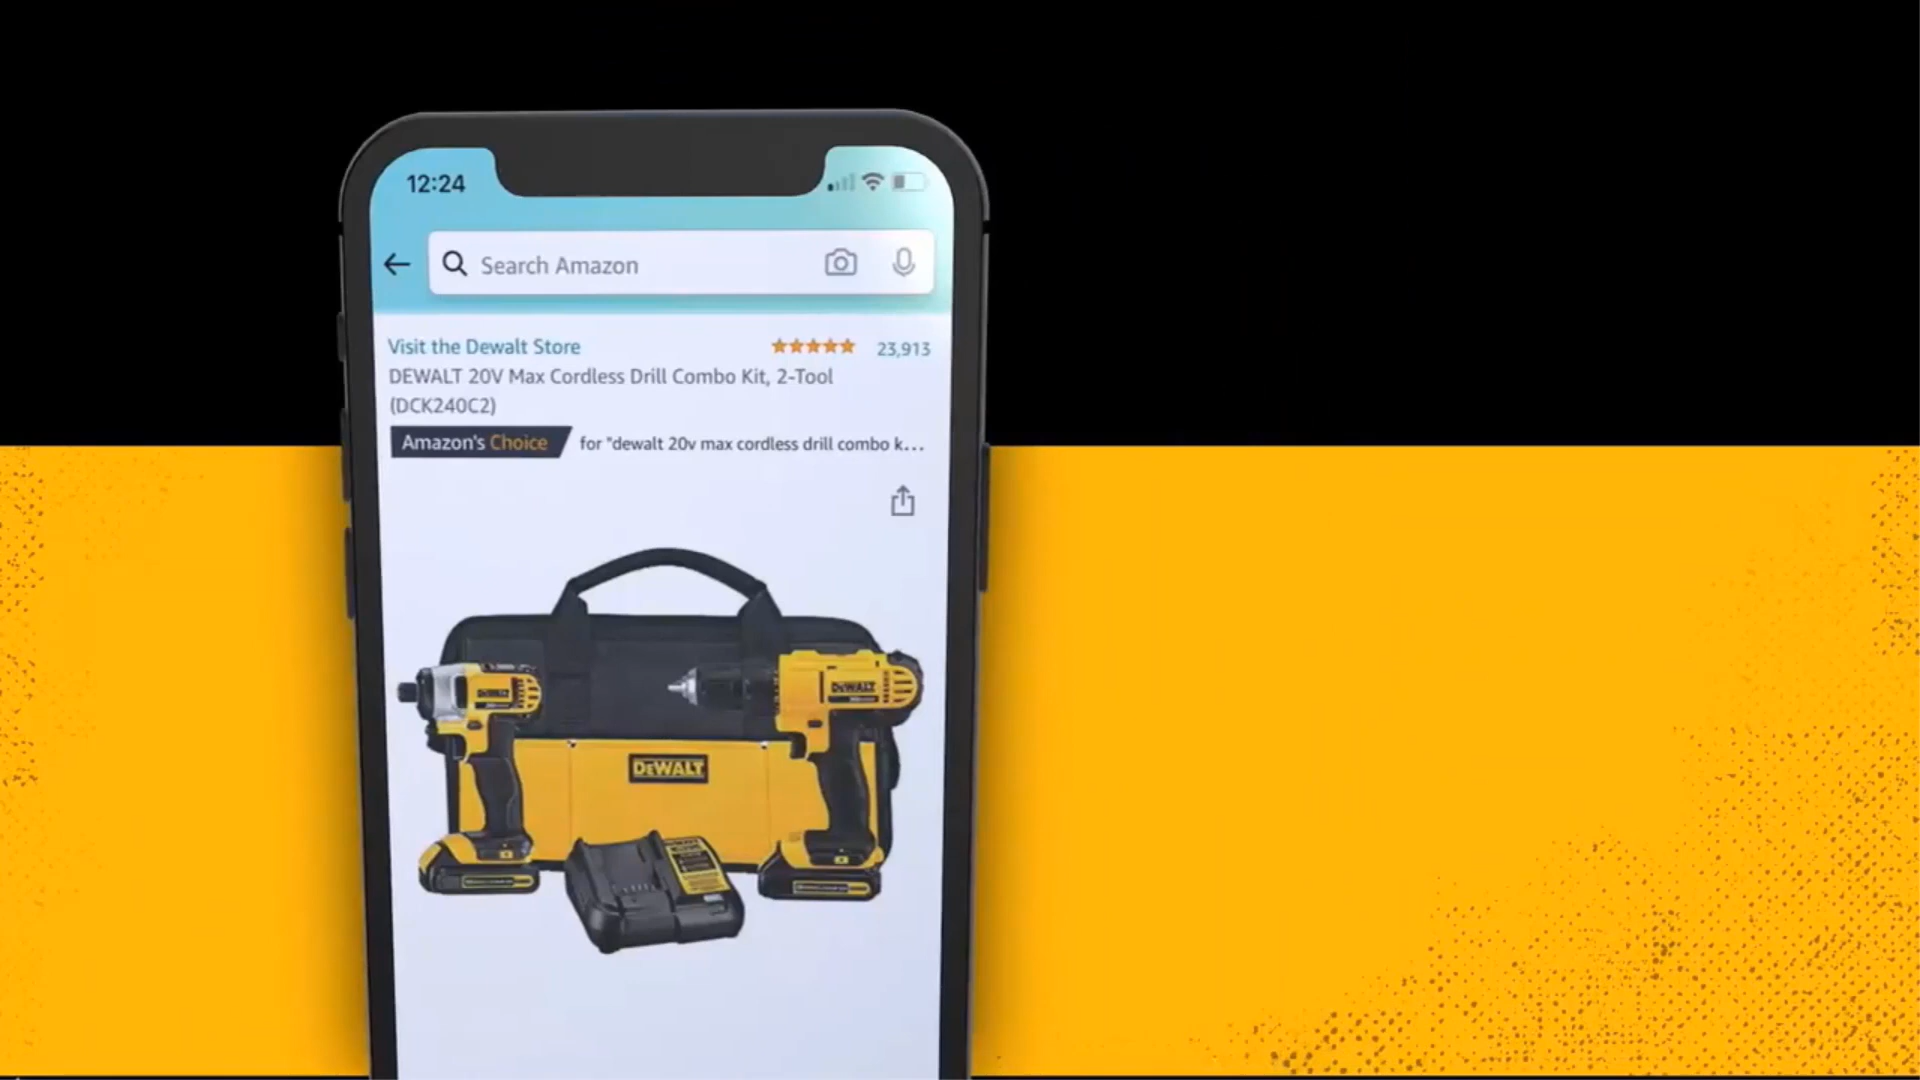 12:24
Search Amazon
Visit the Dewalt Store
23,913
DEWALT 20V Max Cordless Drill Combo Kit, 2-Tool
(DCK240C2)
Amazon's Choice for "dewalt 20v max cordless drill combo k...
DEWALT
DEWALT
DEWALT